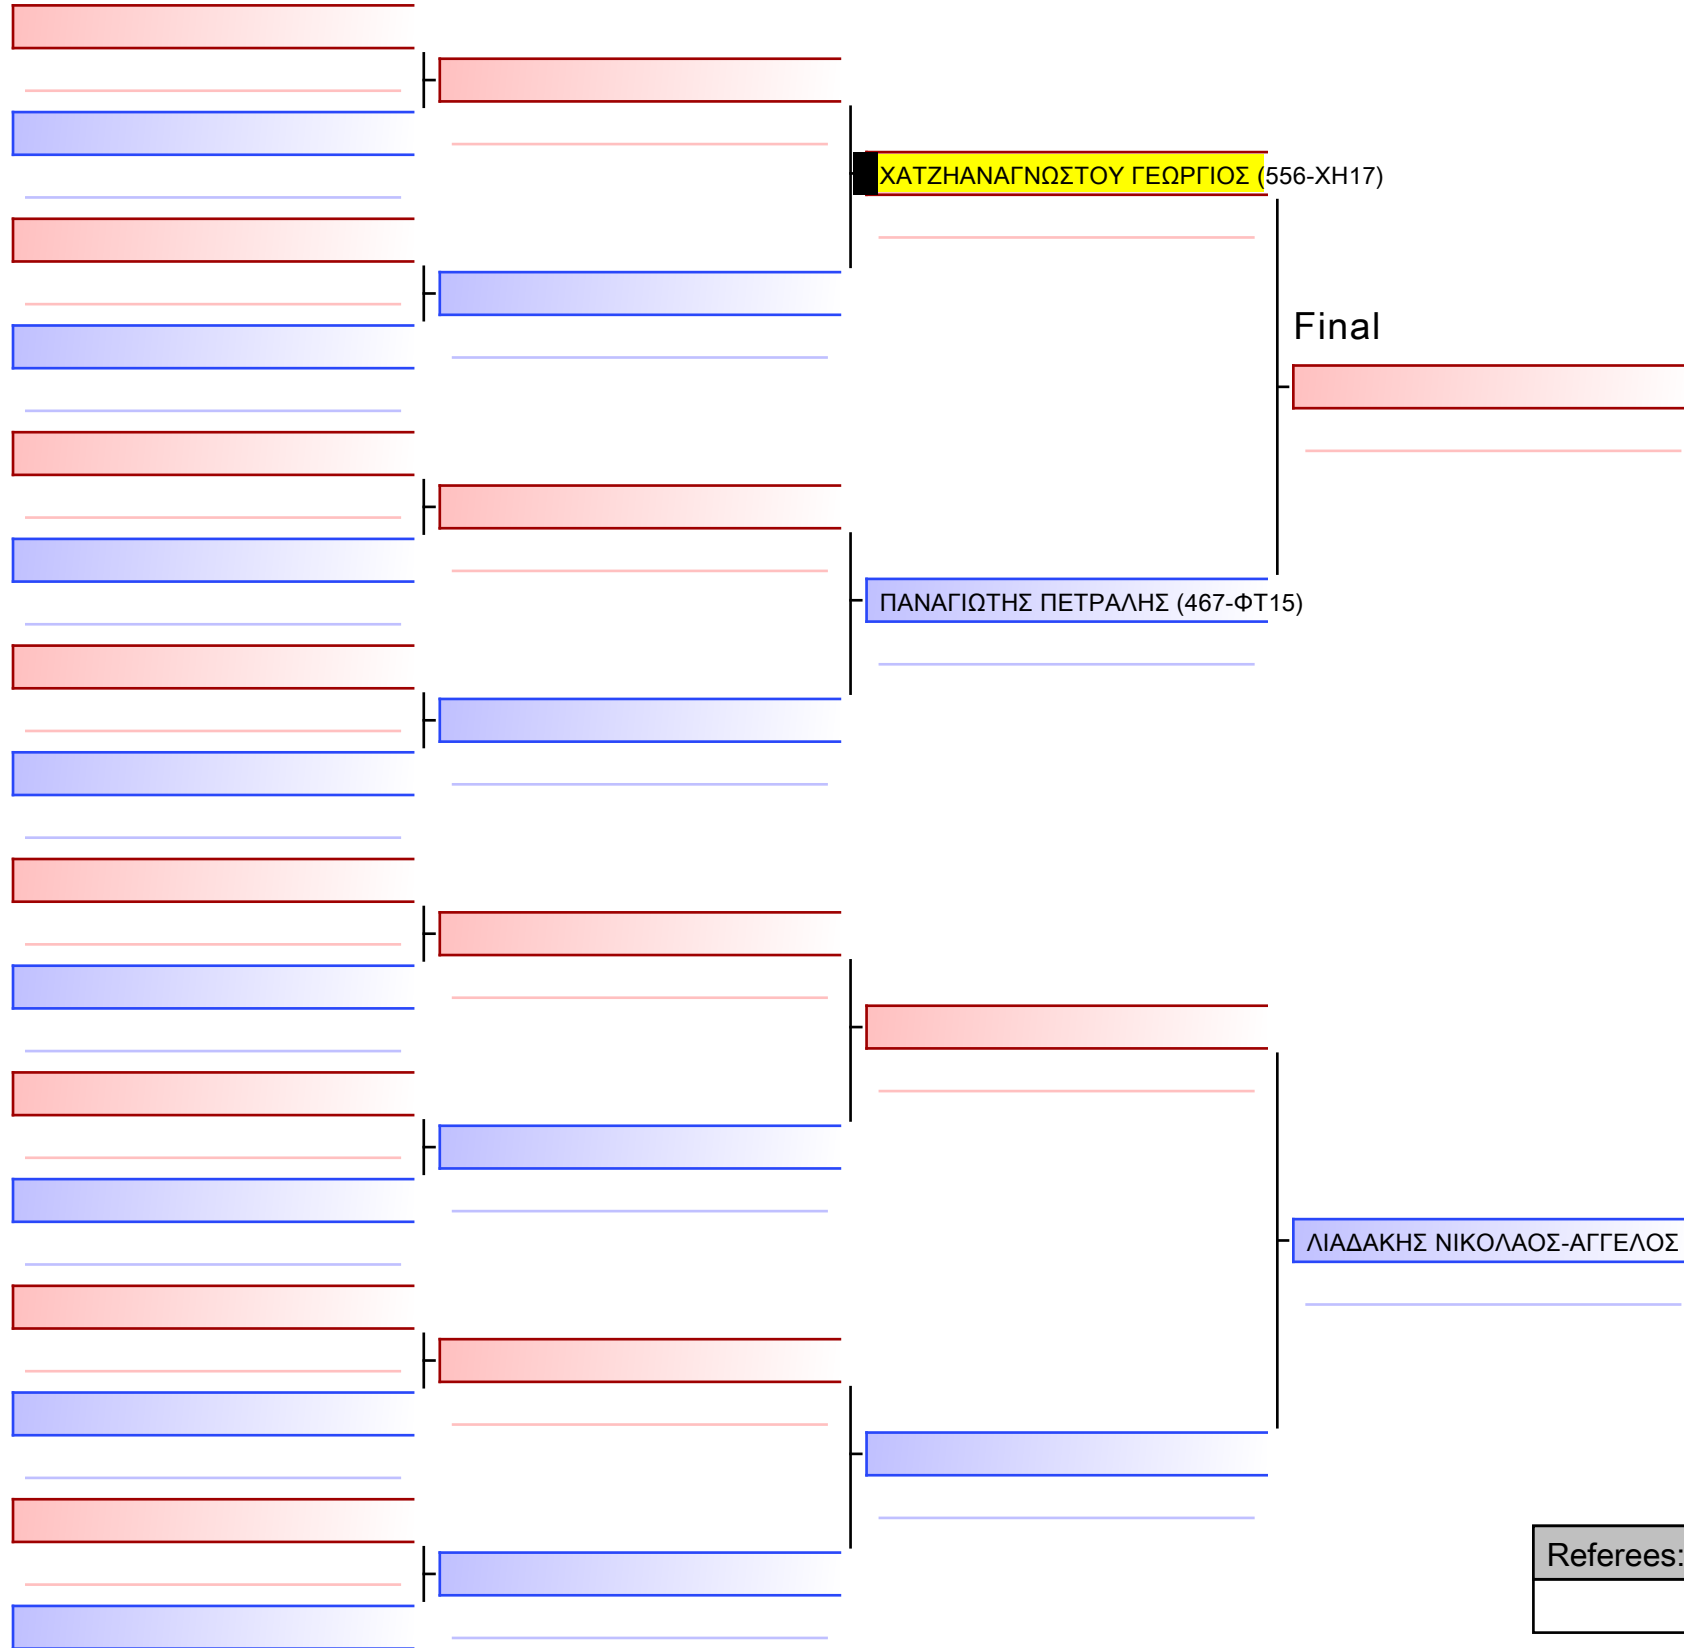 ΧΑΤΖΗΑΝΑΓΝΩΣΤΟΥ ΓΕΩΡΓΙΟΣ (556-ΧΗ17)
Final
ΠΑΝΑΓΙΩΤΗΣ ΠΕΤΡΑΛΗΣ (467-ΦΤ15)
ΛΙΑΔΑΚΗΣ ΝΙΚΟΛΑΟΣ-ΑΓΓΕΛΟΣ
Referees: